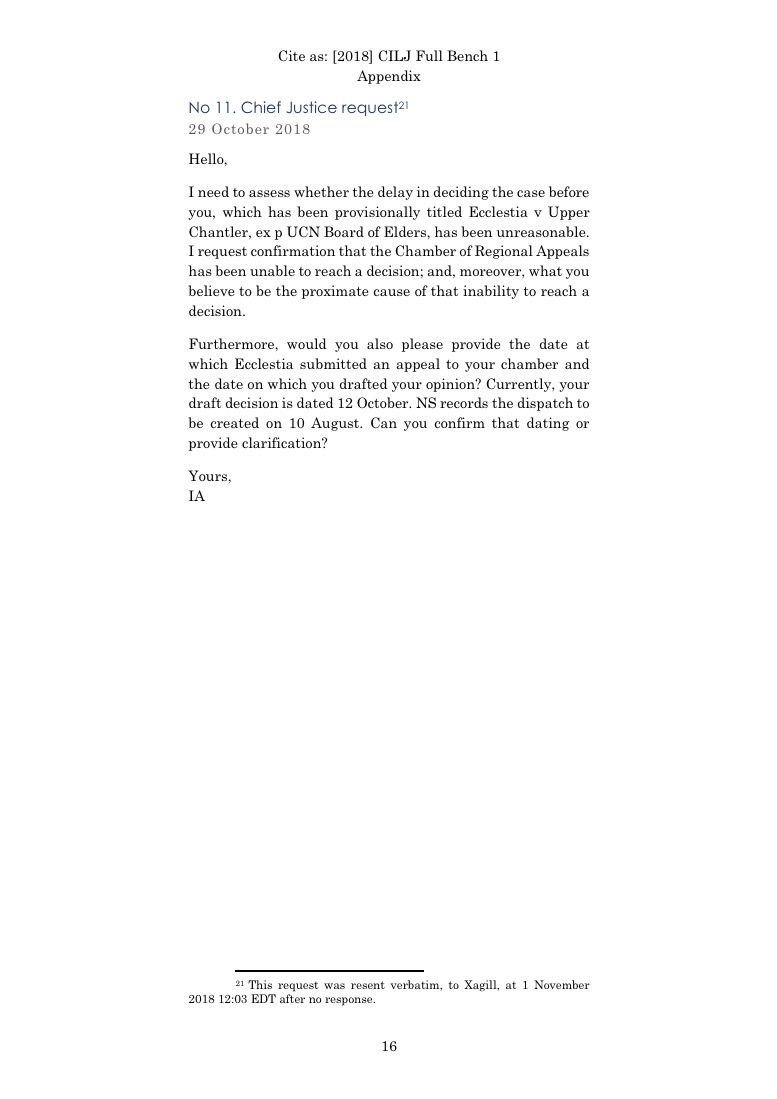 Cite as: [2018] CILJ Full Bench 1
Appendix
No 11. Chief Justice request21
29 October 2018
Hello,
I need to assess whether the delay in deciding the case before
you, which has been provisionally titled Ecclestia v Upper
Chantler, ex p UCN Board of Elders, has been unreasonable.
I request confirmation that the Chamber of Regional Appeals
has been unable to reach a decision; and, moreover, what you
believe to be the proximate cause of that inability to reach a
decision.
Furthermore, would you also please provide the date at
which Ecclestia submitted an appeal to your chamber and
the date on which you drafted your opinion? Currently, your
draft decision is dated 12 October. NS records the dispatch to
be created on 10 August. Can you confirm that dating or
provide clarification?
Yours,
IA
21 This request was resent verbatim, to Xagill, at 1 November
2018 12:03 EDT after no response.
16